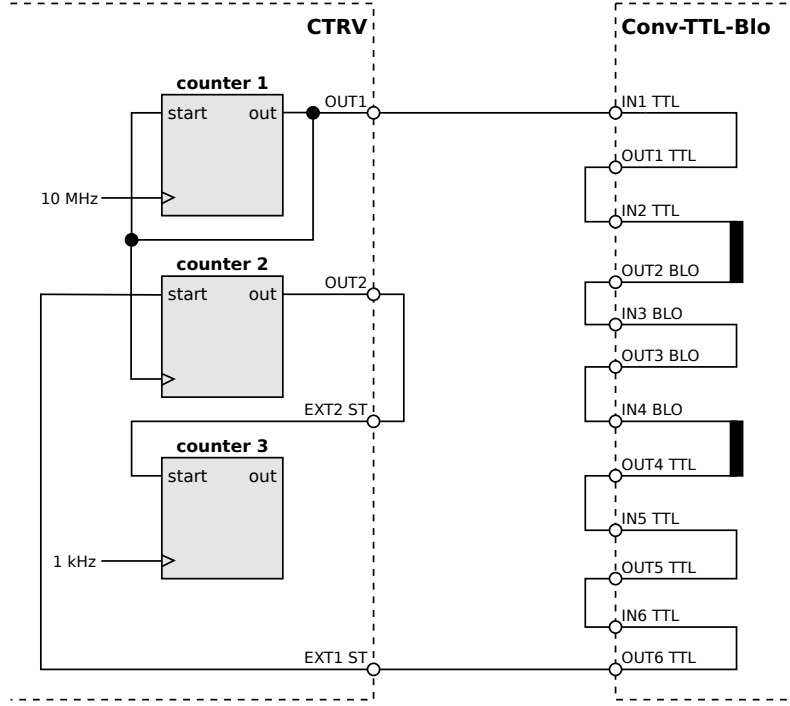 CTRV
counter 1
start out
OUT1
10 MHz
counter 2
start out
OUT2
EXT2 ST
counter 3
start out
1 kHz
EXT1 ST
Conv-TTL-Blo
IN1 TTL
OUT1 TTL
IN2 TTL
OUT2 BLO
IN3 BLO
OUT3 BLO
IN4 BLO
OUT4 TTL
IN5 TTL
OUT5 TTL
IN6 TTL
OUT6 TTL